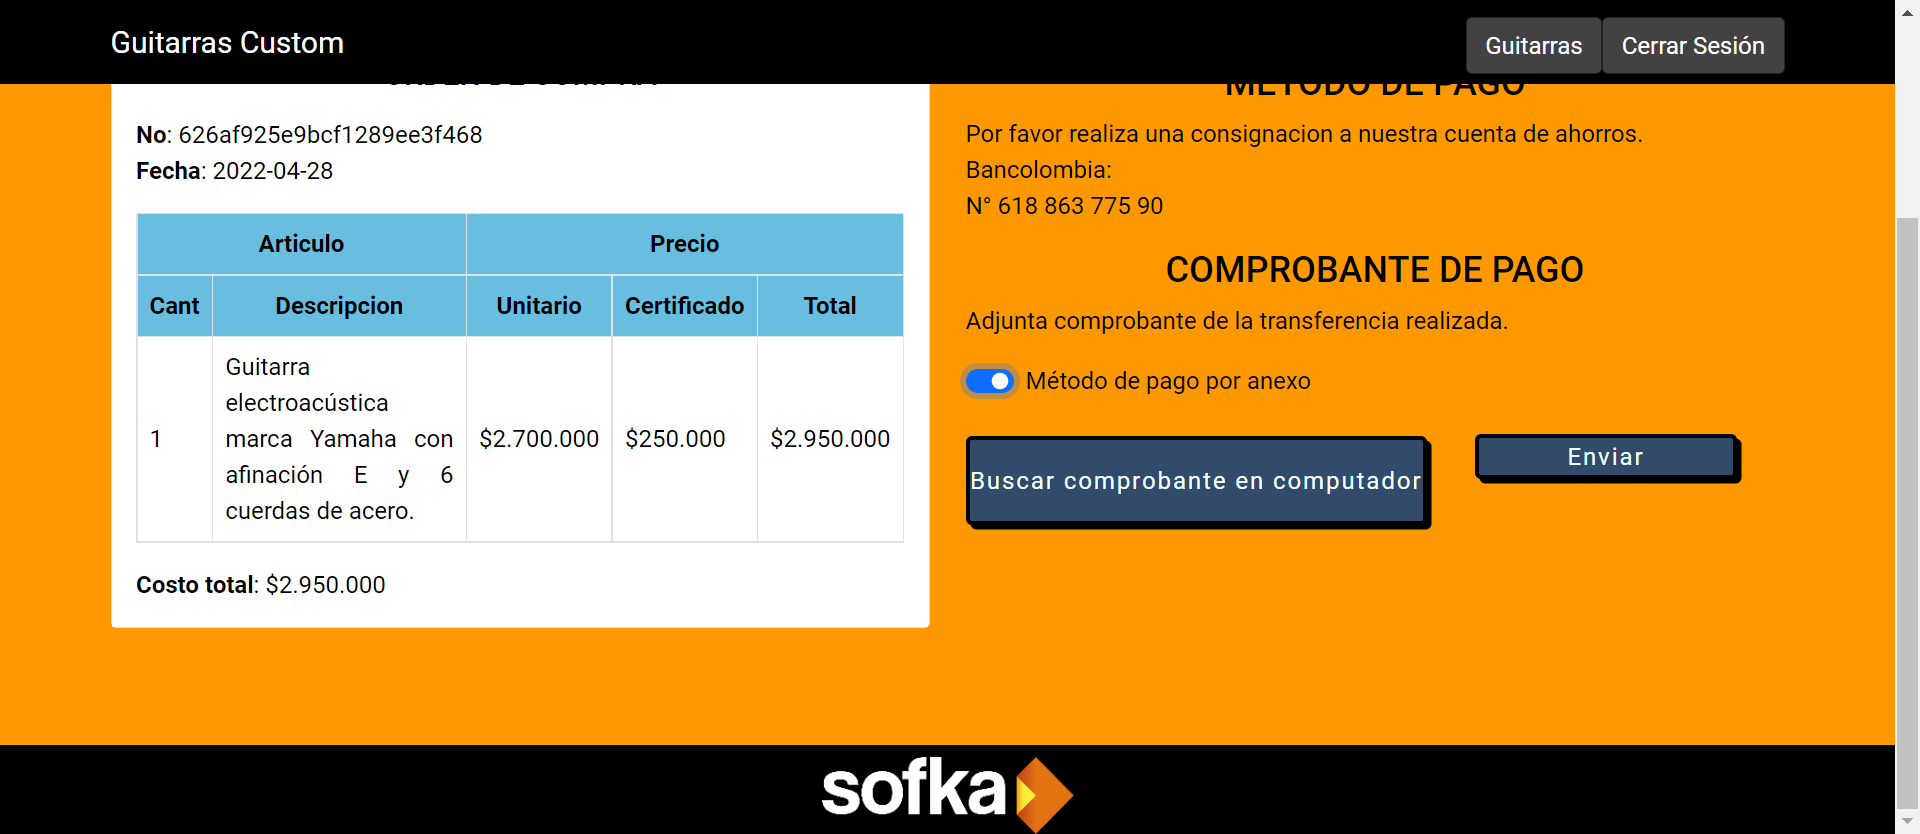 Guitarras Custom
Guitarras
Cerrar Sesión
No: 626af925e9bcf1289ee3f468
Fecha: 2022-04-28
Articulo Precio
Cant Descripcion Unitario Certificado Total
Guitarra
electroacústica
1 marca Yamaha con $2.700.000 $250.000 $2.950.000
afinación E y 6
cuerdas de acero.
Costo total: $2.950.000
METODO DE PAGO
Por favor realiza una consignacion a nuestra cuenta de ahorros.
Bancolombia:
N° 618 863 775 90
COMPROBANTE DE PAGO
Adjunta comprobante de la transferencia realizada.
Método de pago por anexo
Buscar comprobante en computador
Enviar
sofka